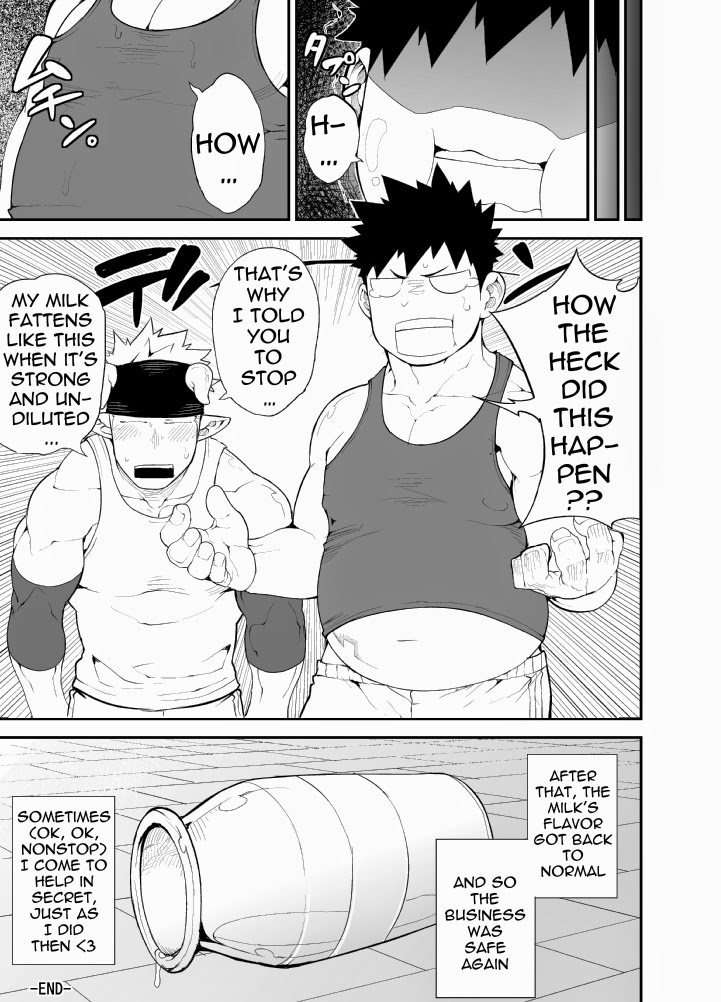 H-
...
タプン
HOW
...
ムチン。
HOW
THE
HECK
DID
THIS
HAP-
PEN
??
THAT'S
WHY
I TOLD
YOU
TO
STOP
...
デヂ
MY MILK
FATTENS
LIKE THIS
WHEN IT'S
STRONG
AND UN-
DILUTED
...
AFTER
THAT, THE
MILK'S
FLAVOR
GOT BACK
TO
NORMAL
AND SO
THE
BUSINESS
WAS
SAFE
AGAIN
SOMETIMES
(OK, OK,
NONSTOP)
I COME TO
HELP IN
SECRET,
JUST AS
I DID
THEN <3
-END-